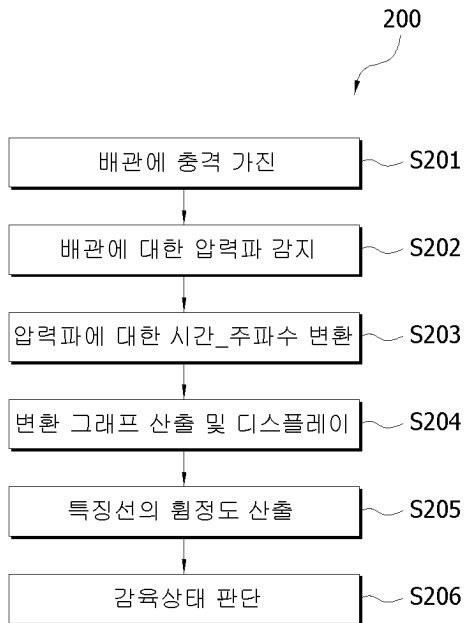 200
배관에 충격 가진 S201
배관에 대한 압력파 감지 S202
압력파에 대한 시간_주파수 변환 S203
변환 그래프 산출 및 디스플레이 S204
특징선의 휨정도 산출 S205
감육상태 판단 S206